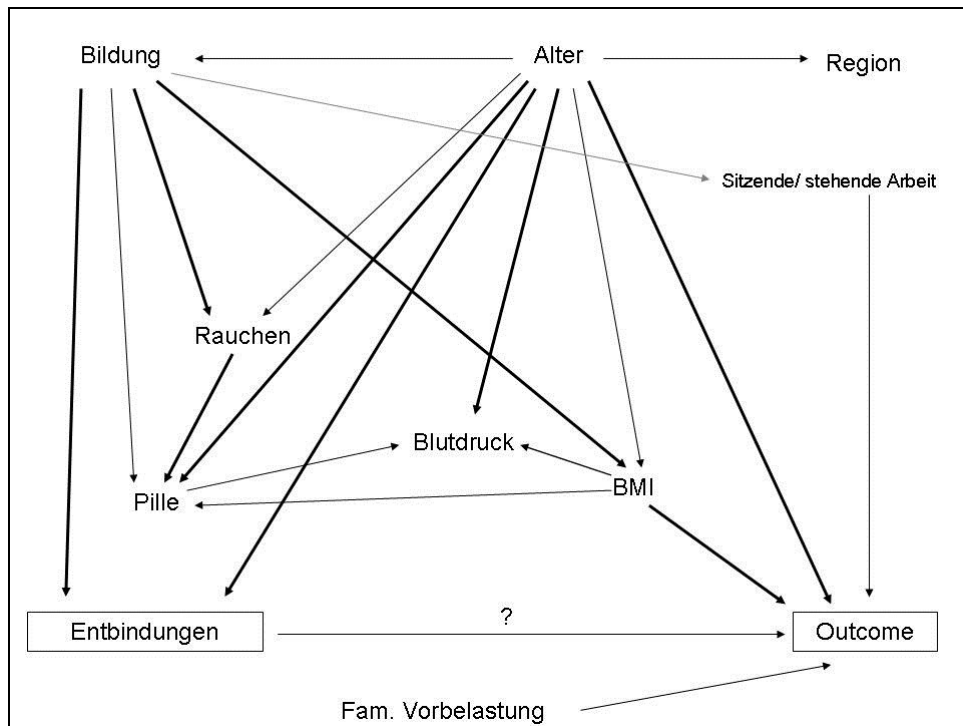 Bildung
Alter
Region
Sitzende/ stehende Arbeit
Rauchen
Blutdruck
Pille
BMI
?
Entbindungen
Outcome
Fam. Vorbelastung